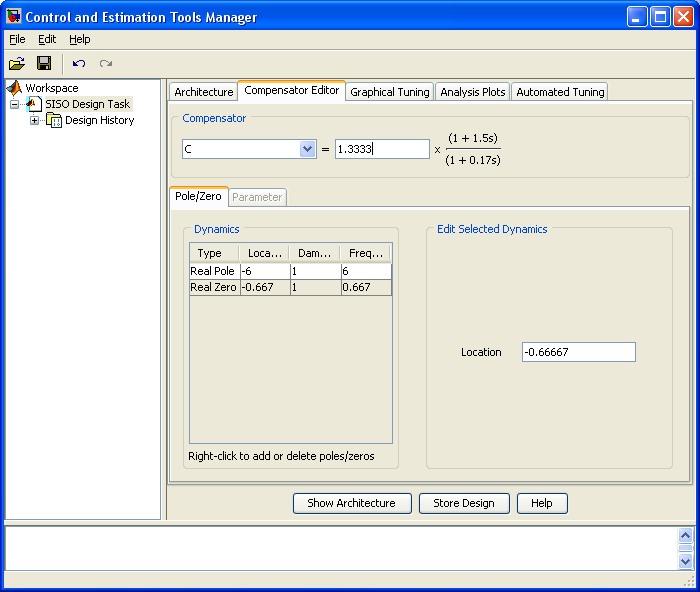 Control and Estimation Tools Manager
File Edit Help
Workspace
SISO Design Task
Design History
Architecture Compensator Editor Graphical Tuning Analysis Plots Automated Tuning
Compensator
C = 1.3333 x (1 + 1.5s)
(1 + 0.17s)
Pole/Zero Parameter
Dynamics
Type Loca... Dam... Freq...
Real Pole -6 1 6
Real Zero -0.667 1 0.667
Right-click to add or delete poles/zeros
Edit Selected Dynamics
Location -0.66667
Show Architecture Store Design Help